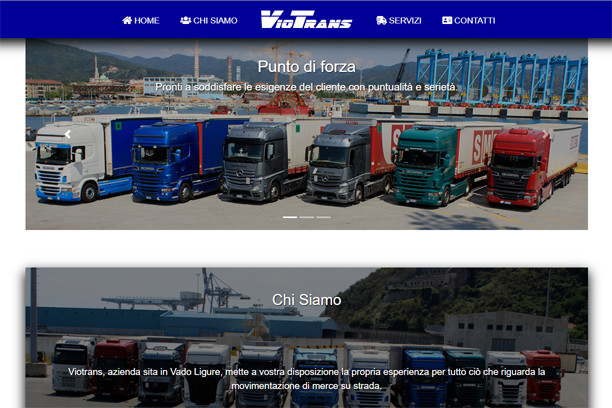 HOME CHI SIAMO VIOTRANS SERVIZI CONTATTI
Punto di forza
Pronti a soddisfare le esigenze del cliente con puntualità e serietà.
Chi Siamo
Viotrans, azienda sita in Vado Ligure, mette a vostra disposizione la propria esperienza per tutto ciò che riguarda la
movimentazione di merce su strada.